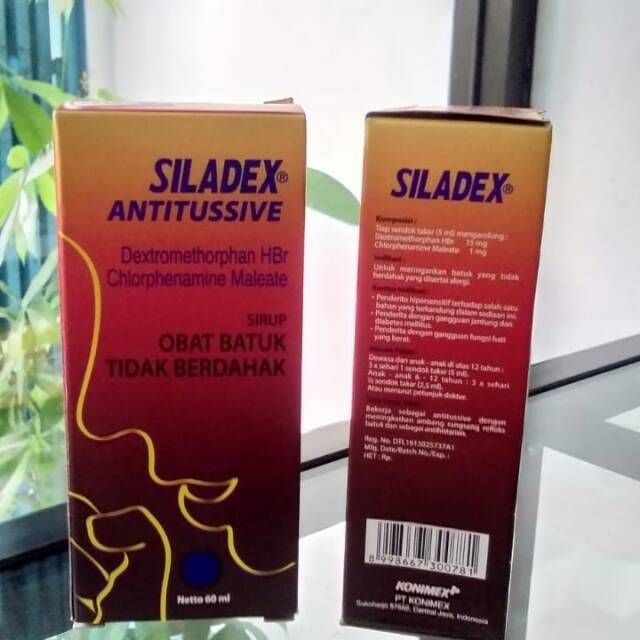 SILADEX®
ANTITUSSIVE
Dextromethorphan HBr
Chlorphenamine Maleate
SIRUP
OBAT BATUK
TIDAK BERDAHAK
Netto 60 ml
SILADEX®
Komposisi :
Tiap sendok takar (5 ml) mengandung :
Dextromethorphan HBr 15 mg
Chlorphenamine Maleate 1 mg
Indikasi :
Untuk meringankan batuk yang tidak
berdahak yang disertai alergi.
Kontra Indikasi :
• Penderita hipersensitif terhadap salah satu
bahan yang terkandung dalam sediaan ini.
• Penderita dengan gangguan jantung dan
diabetes mellitus.
• Penderita dengan gangguan fungsi hati
yang berat.
Dewasa dan anak - anak di atas 12 tahun :
3 x sehari 1 sendok takar (5 ml).
Anak - anak 6 - 12 tahun : 3 x sehari
½ sendok takar (2,5 ml).
Atau menurut petunjuk dokter.
Bekerja sebagai antitussive dengan
meningkatkan ambang rangsang refleks
batuk dan sebagai antihistamin.
Reg. No. DTL1613025737A1
Mfg. Date/Batch No./Exp. :
HET : Rp.
8 998667 300781
KONIMEX
PT KONIMEX
Sukoharjo 57552, Central Java, Indonesia